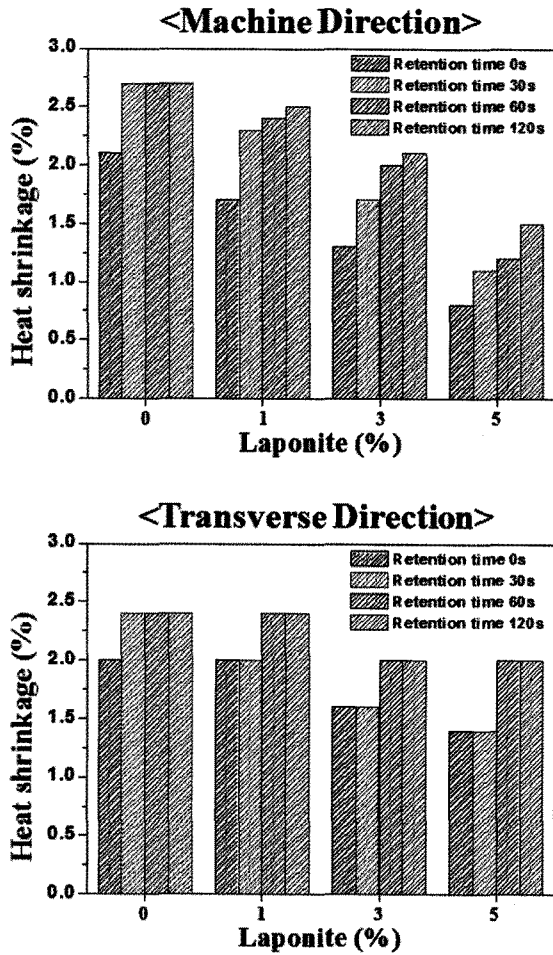 <Machine Direction>
3.0
2.5
2.0
1.5
1.0
0.5
0.0
Heat shrinkage (%)
Retention time 0s
Retention time 30s
Retention time 60s
Retention time 120s
0 1 3 5
Laponite (%)
<Transverse Direction>
3.0
2.5
2.0
1.5
1.0
0.5
0.0
Heat shrinkage (%)
Retention time 0s
Retention time 30s
Retention time 60s
Retention time 120s
0 1 3 5
Laponite (%)